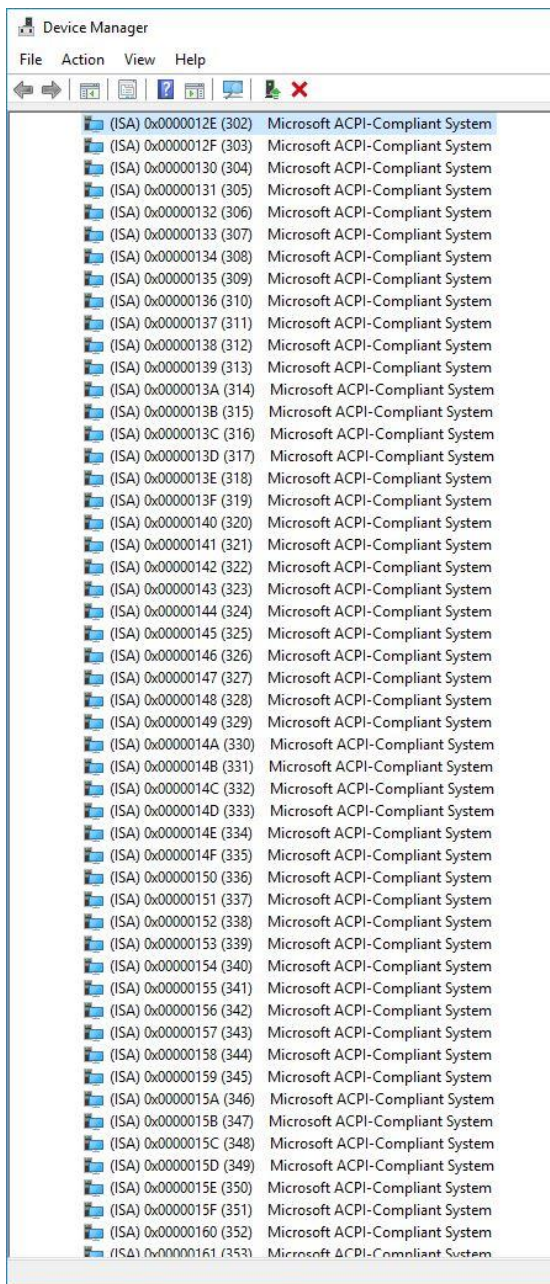 Device Manager
File Action View Help
(ISA) 0x0000012E (302) Microsoft ACPI-Compliant System
(ISA) 0x0000012F (303) Microsoft ACPI-Compliant System
(ISA) 0x00000130 (304) Microsoft ACPI-Compliant System
(ISA) 0x00000131 (305) Microsoft ACPI-Compliant System
(ISA) 0x00000132 (306) Microsoft ACPI-Compliant System
(ISA) 0x00000133 (307) Microsoft ACPI-Compliant System
(ISA) 0x00000134 (308) Microsoft ACPI-Compliant System
(ISA) 0x00000135 (309) Microsoft ACPI-Compliant System
(ISA) 0x00000136 (310) Microsoft ACPI-Compliant System
(ISA) 0x00000137 (311) Microsoft ACPI-Compliant System
(ISA) 0x00000138 (312) Microsoft ACPI-Compliant System
(ISA) 0x00000139 (313) Microsoft ACPI-Compliant System
(ISA) 0x0000013A (314) Microsoft ACPI-Compliant System
(ISA) 0x0000013B (315) Microsoft ACPI-Compliant System
(ISA) 0x0000013C (316) Microsoft ACPI-Compliant System
(ISA) 0x0000013D (317) Microsoft ACPI-Compliant System
(ISA) 0x0000013E (318) Microsoft ACPI-Compliant System
(ISA) 0x0000013F (319) Microsoft ACPI-Compliant System
(ISA) 0x00000140 (320) Microsoft ACPI-Compliant System
(ISA) 0x00000141 (321) Microsoft ACPI-Compliant System
(ISA) 0x00000142 (322) Microsoft ACPI-Compliant System
(ISA) 0x00000143 (323) Microsoft ACPI-Compliant System
(ISA) 0x00000144 (324) Microsoft ACPI-Compliant System
(ISA) 0x00000145 (325) Microsoft ACPI-Compliant System
(ISA) 0x00000146 (326) Microsoft ACPI-Compliant System
(ISA) 0x00000147 (327) Microsoft ACPI-Compliant System
(ISA) 0x00000148 (328) Microsoft ACPI-Compliant System
(ISA) 0x00000149 (329) Microsoft ACPI-Compliant System
(ISA) 0x0000014A (330) Microsoft ACPI-Compliant System
(ISA) 0x0000014B (331) Microsoft ACPI-Compliant System
(ISA) 0x0000014C (332) Microsoft ACPI-Compliant System
(ISA) 0x0000014D (333) Microsoft ACPI-Compliant System
(ISA) 0x0000014E (334) Microsoft ACPI-Compliant System
(ISA) 0x0000014F (335) Microsoft ACPI-Compliant System
(ISA) 0x00000150 (336) Microsoft ACPI-Compliant System
(ISA) 0x00000151 (337) Microsoft ACPI-Compliant System
(ISA) 0x00000152 (338) Microsoft ACPI-Compliant System
(ISA) 0x00000153 (339) Microsoft ACPI-Compliant System
(ISA) 0x00000154 (340) Microsoft ACPI-Compliant System
(ISA) 0x00000155 (341) Microsoft ACPI-Compliant System
(ISA) 0x00000156 (342) Microsoft ACPI-Compliant System
(ISA) 0x00000157 (343) Microsoft ACPI-Compliant System
(ISA) 0x00000158 (344) Microsoft ACPI-Compliant System
(ISA) 0x00000159 (345) Microsoft ACPI-Compliant System
(ISA) 0x0000015A (346) Microsoft ACPI-Compliant System
(ISA) 0x0000015B (347) Microsoft ACPI-Compliant System
(ISA) 0x0000015C (348) Microsoft ACPI-Compliant System
(ISA) 0x0000015D (349) Microsoft ACPI-Compliant System
(ISA) 0x0000015E (350) Microsoft ACPI-Compliant System
(ISA) 0x0000015F (351) Microsoft ACPI-Compliant System
(ISA) 0x00000160 (352) Microsoft ACPI-Compliant System
(ISA) 0x00000161 (353) Microsoft ACPI-Compliant System